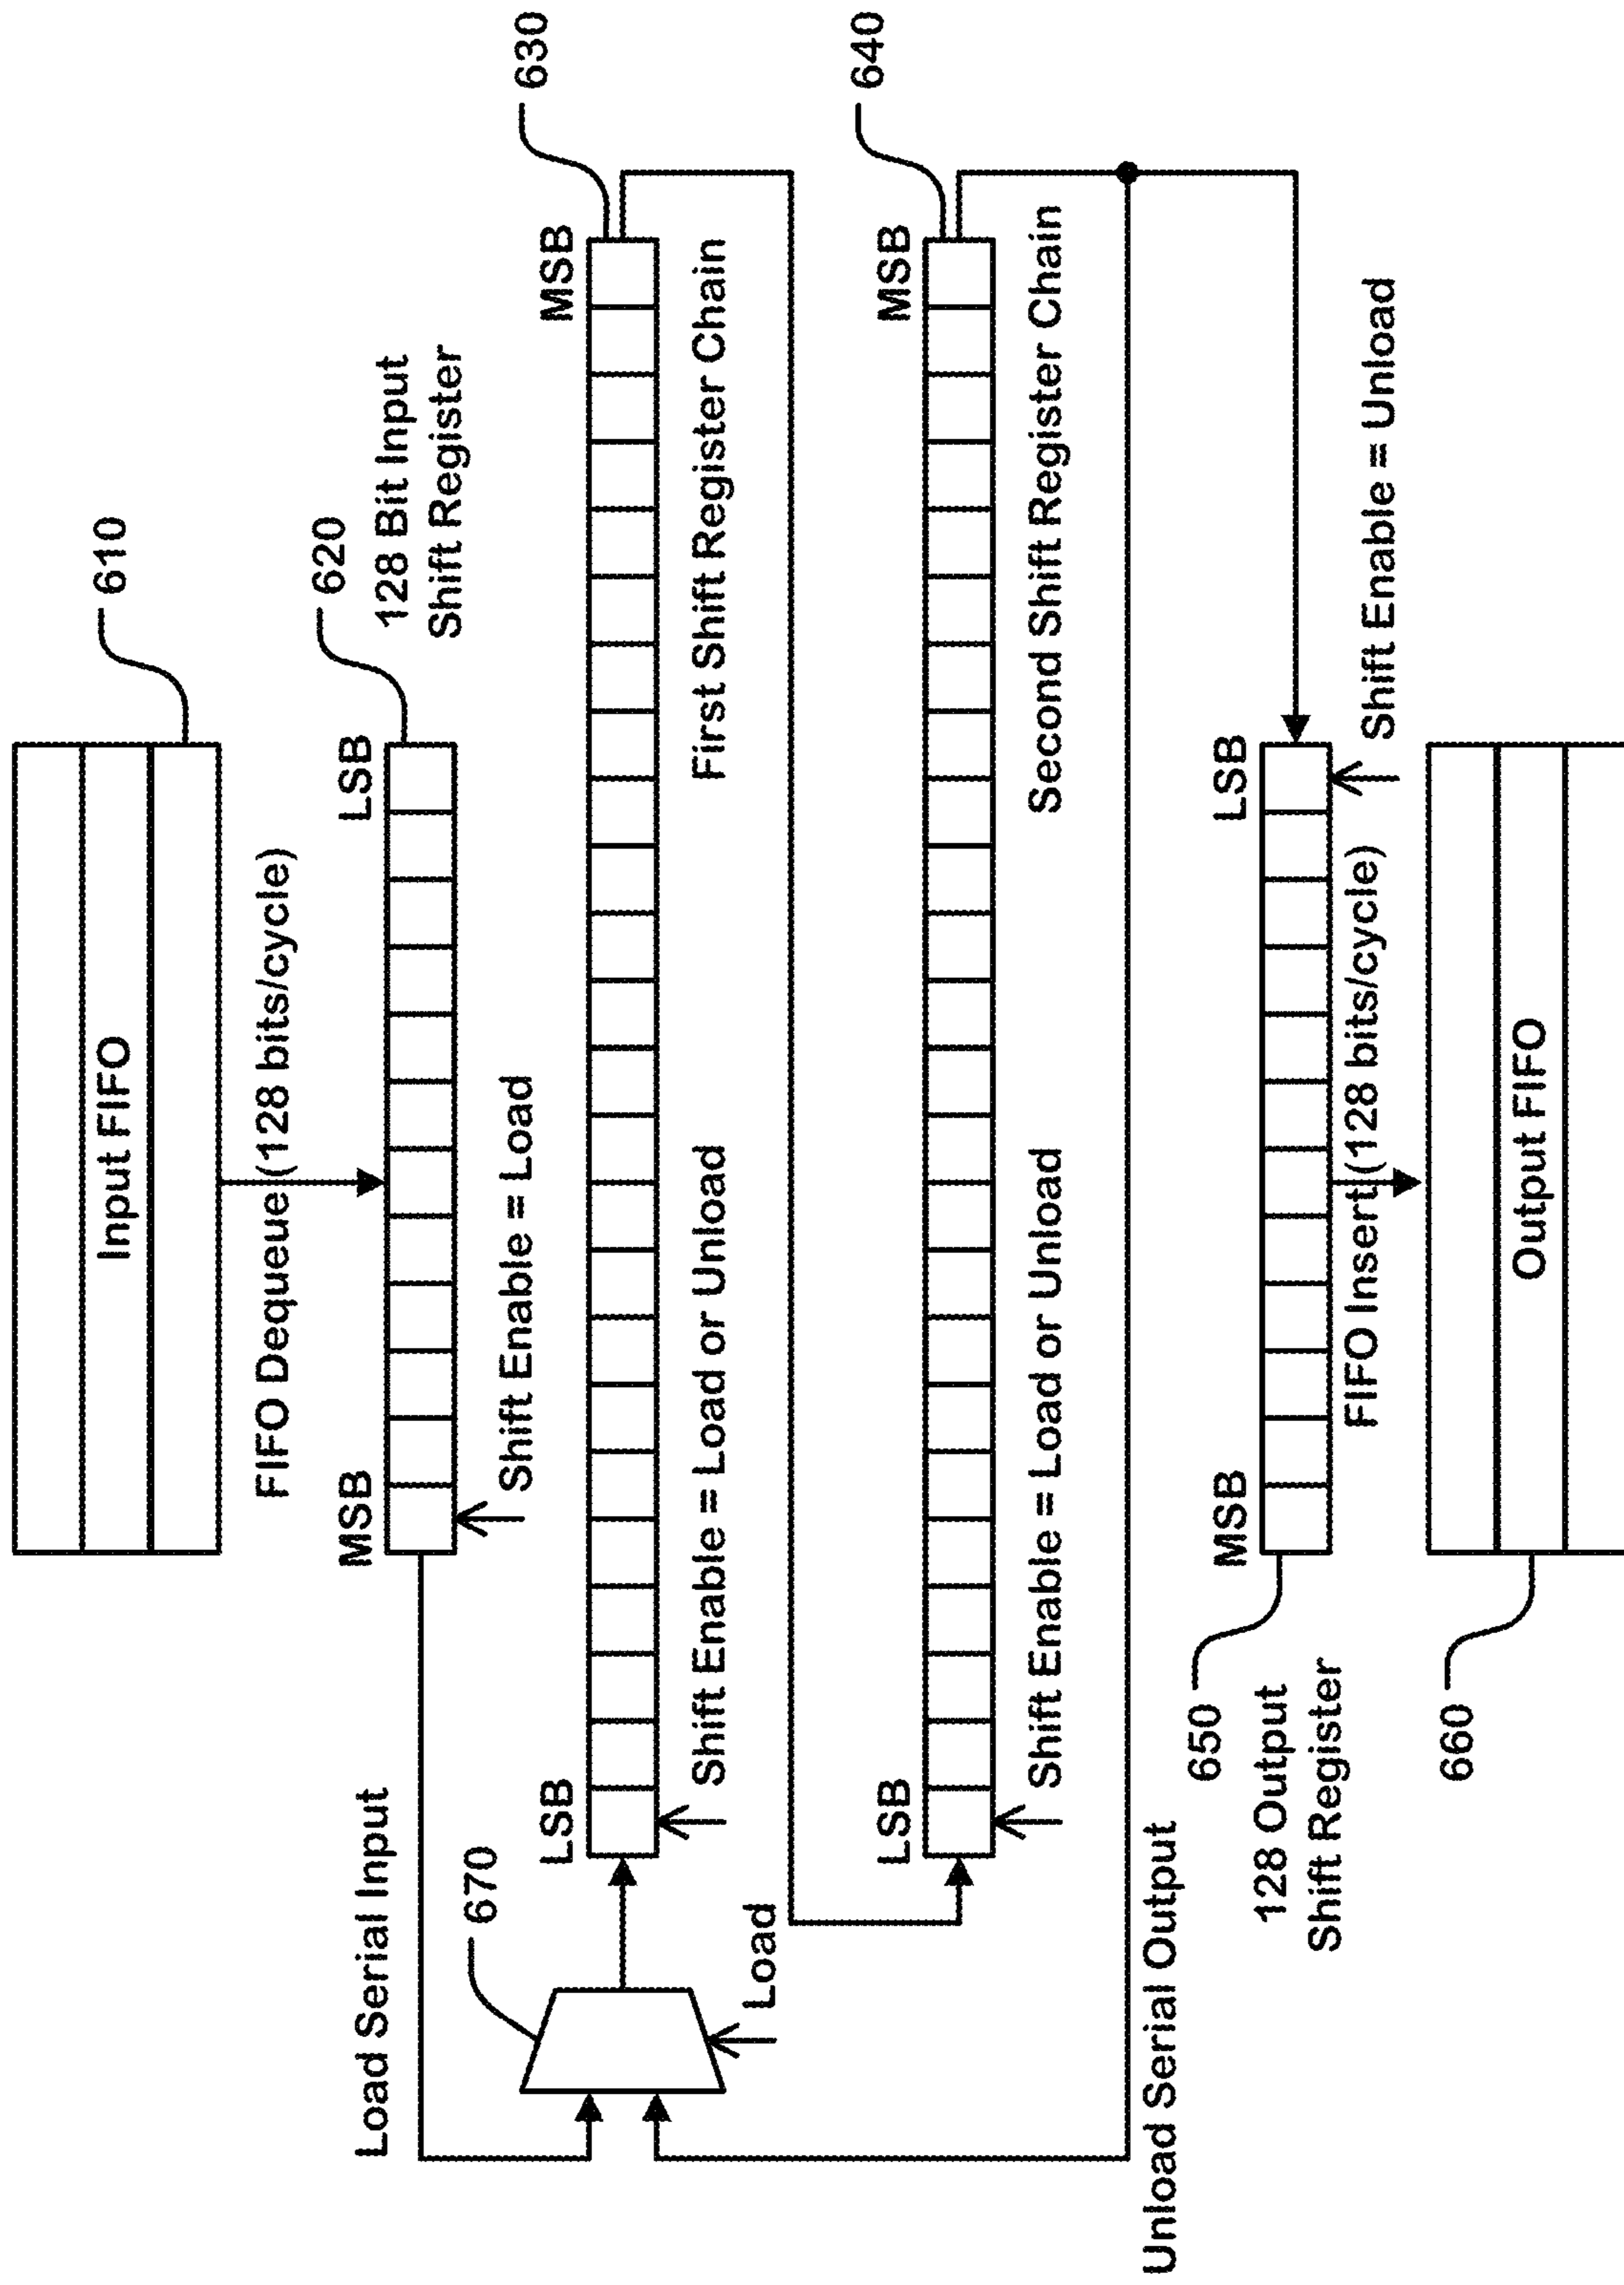 Input FIFO
610
FIFO Dequeue (128 bits/cycle)
MSB
LSB
620
128 Bit Input
Shift Register
Load Serial Input
Shift Enable = Load
670
Load
LSB
MSB
630
Shift Enable = Load or Unload
First Shift Register Chain
LSB
MSB
640
Shift Enable = Load or Unload
Second Shift Register Chain
Unload Serial Output
650
128 Output
Shift Register
MSB
LSB
Shift Enable = Unload
FIFO Insert (128 bits/cycle)
660
Output FIFO